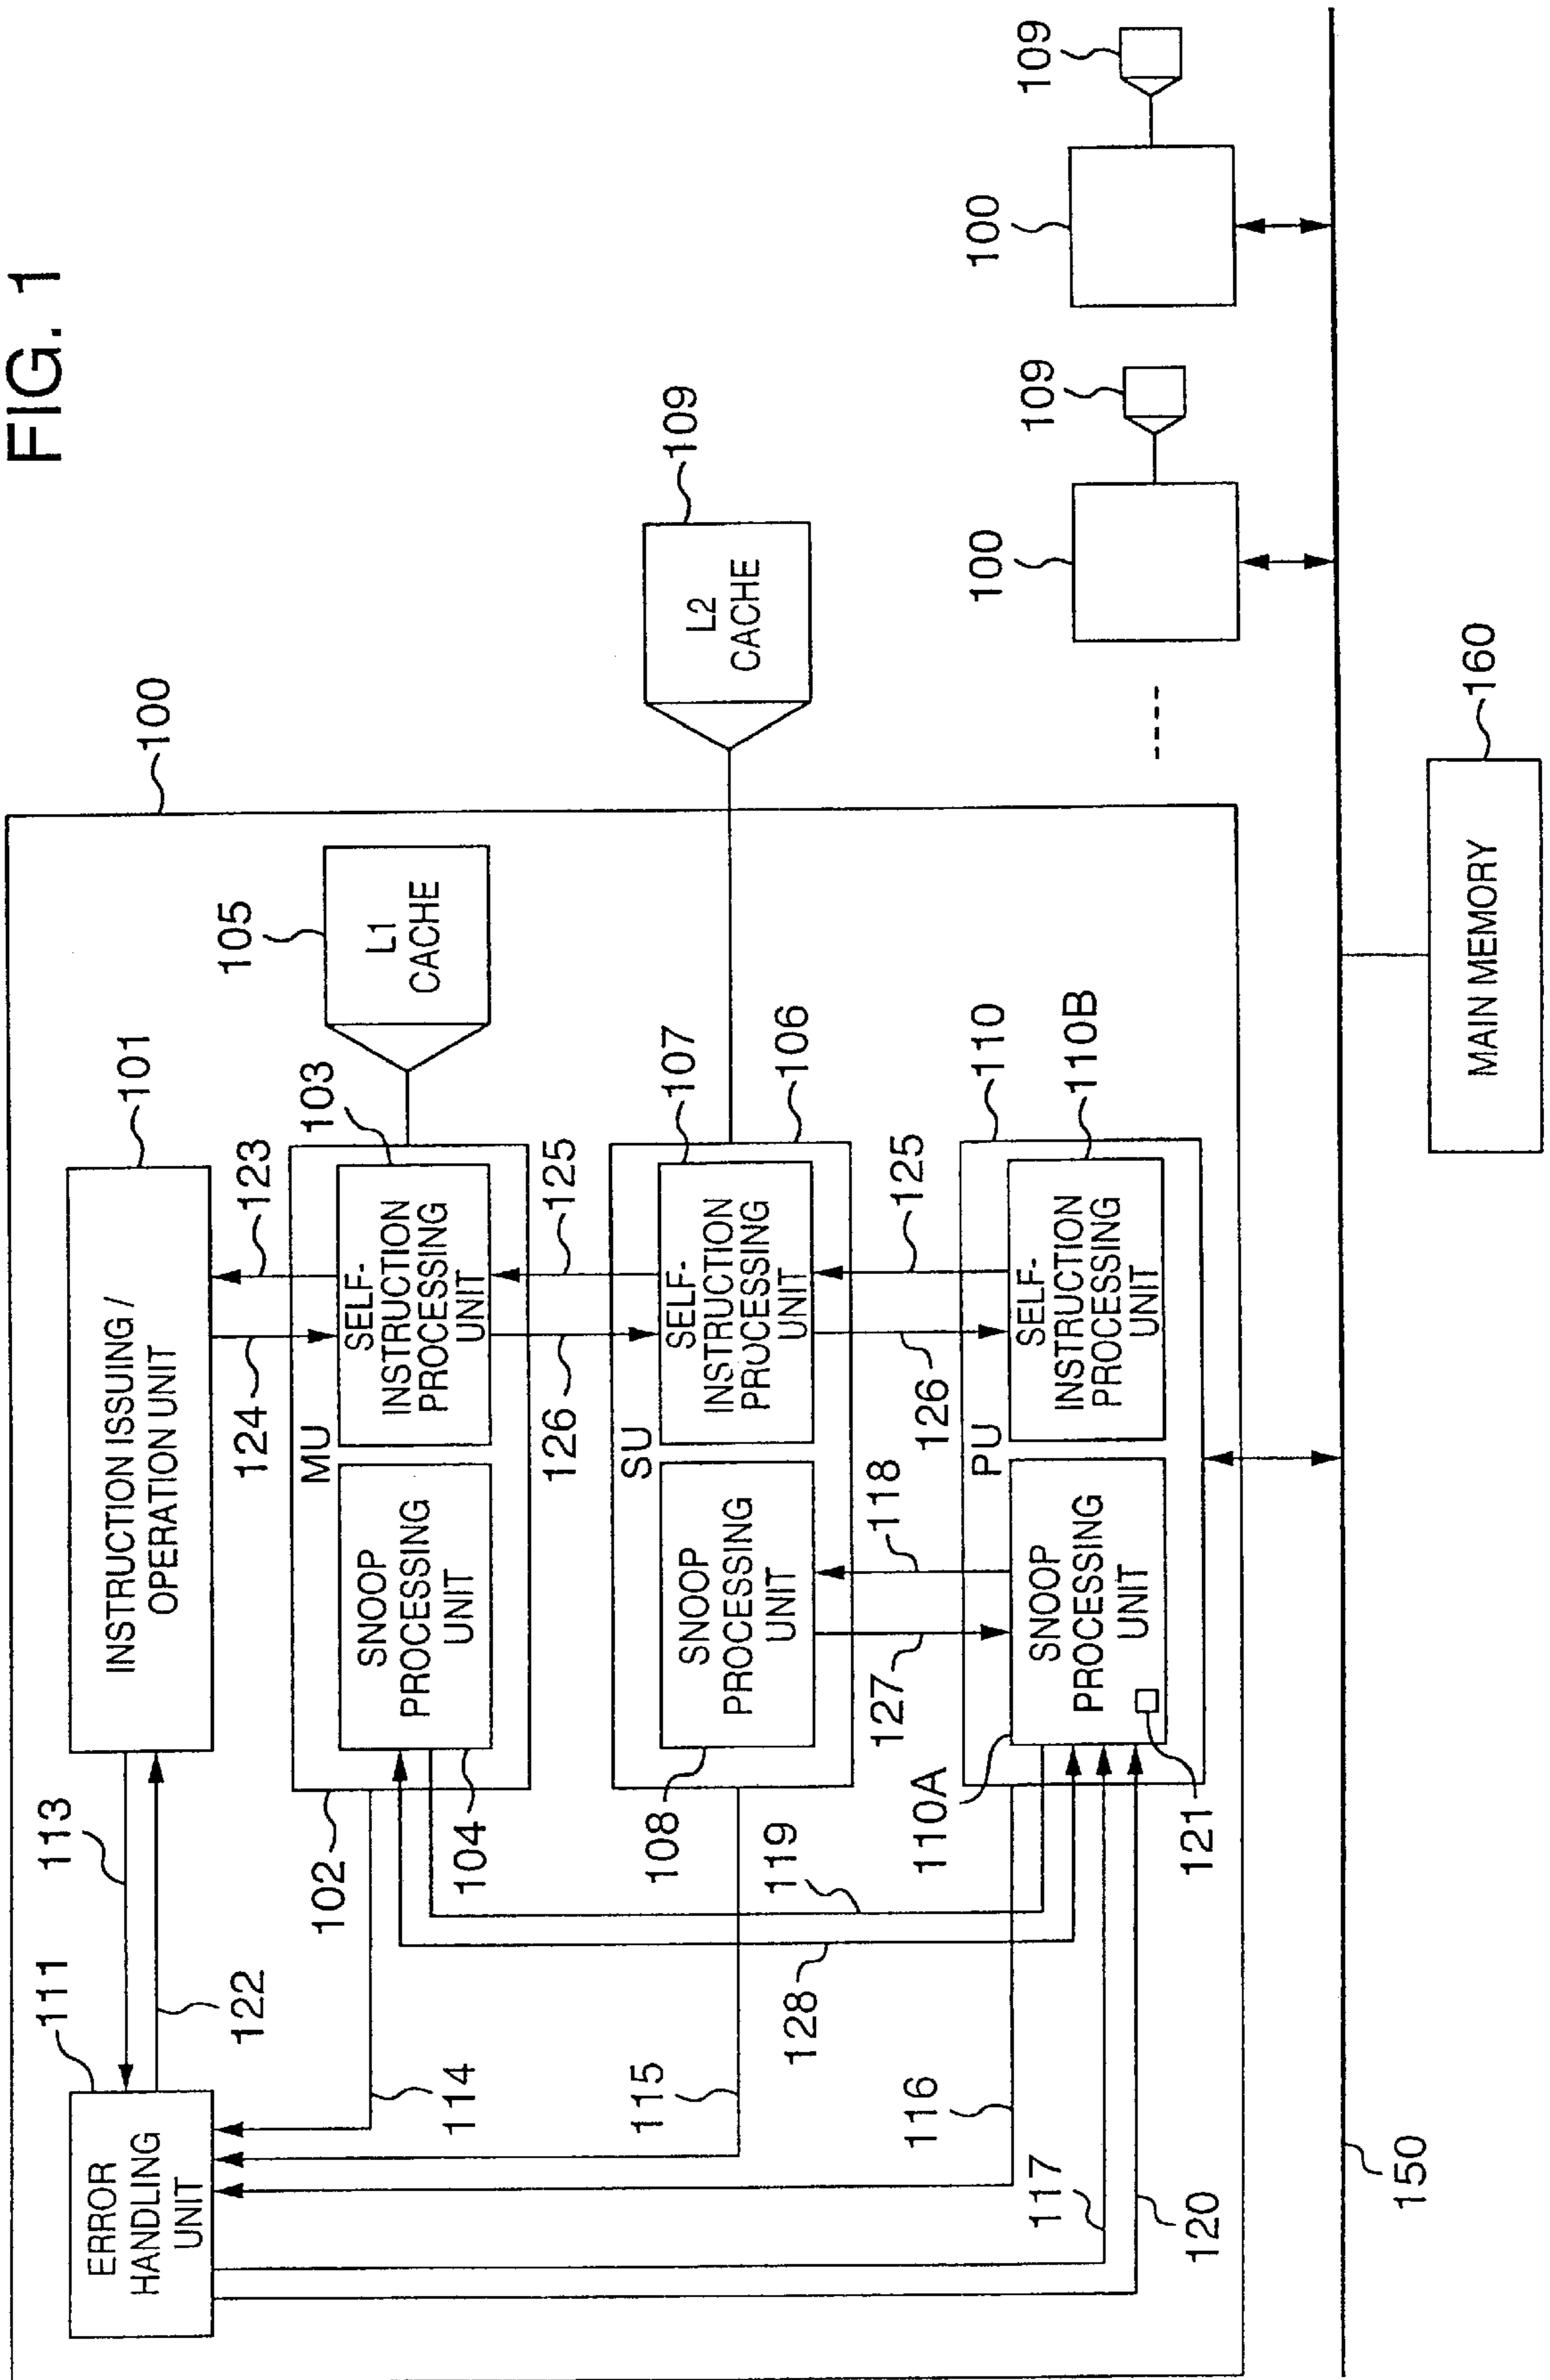 FIG. 1
100
101
INSTRUCTION ISSUING /
OPERATION UNIT
111
ERROR
HANDLING
UNIT
113
122
124
123
105
L1
CACHE
103
MU
SNOOP
PROCESSING
UNIT
SELF-
INSTRUCTION
PROCESSING
UNIT
102
104
114
126
125
109
L2
CACHE
107
106
SU
SNOOP
PROCESSING
UNIT
SELF-
INSTRUCTION
PROCESSING
UNIT
108
115
119
128
127
118
126
125
110
110B
PU
SNOOP
PROCESSING
UNIT
SELF-
INSTRUCTION
PROCESSING
UNIT
110A
121
116
117
120
100
109
100
109
150
MAIN MEMORY
160